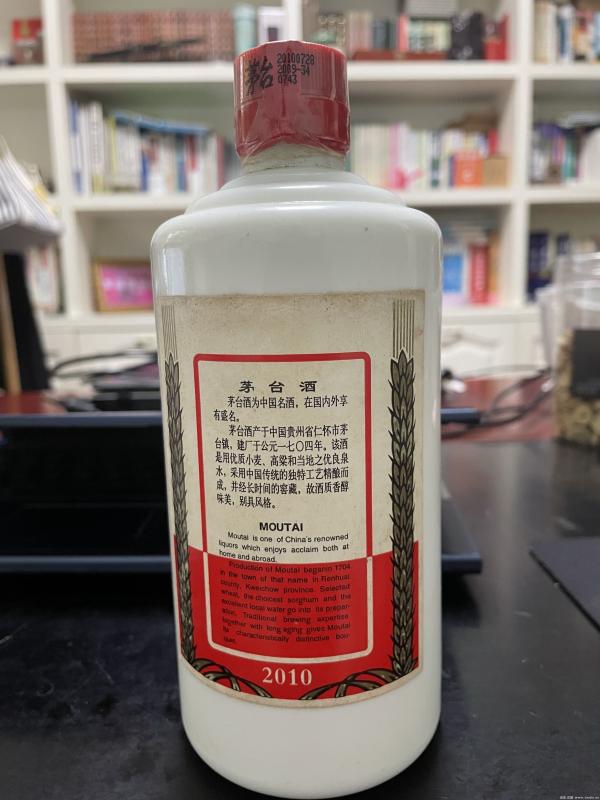 茅台
20100728
2009-34
0743
茅台酒
茅台酒为中国名酒，在国内外享
有盛名。
茅台酒产于中国贵州省仁怀市茅
台镇，建厂于公元一七〇四年。该酒
是用优质小麦、高粱和当地之优良泉
水，采用中国传统的独特工艺精酿而
成，并经长时间的窖藏，故酒质香醇
味美，别具风格。
MOUTAI
Moutai is one of China's renowned
liquors which enjoys acclaim both at
home and abroad.
Production of Moutai beganin 1704
in the town of that name in Renhuai
county, Kweichow province. Selected
wheat, the choicest sorghum and the
excellent local water go into its prepar-
ation. Traditional brewing expertise
together with long aging gives Moutai
its characteristically distinctive bou-
quet.
2010